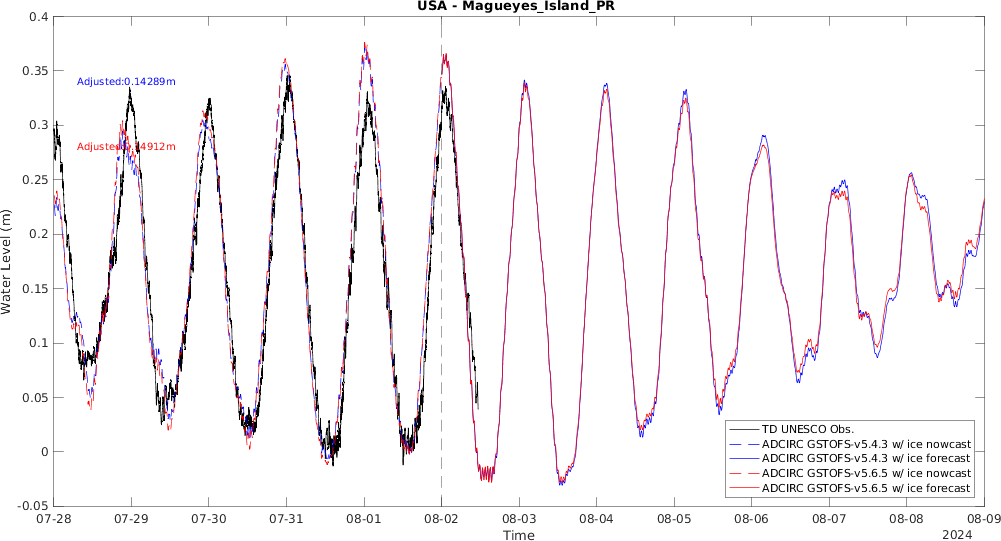 USA - Magueyes_Island_PR
0.4
0.35
0.3
0.25
0.2
0.15
0.1
0.05
0
-0.05
Water Level (m)
Adjusted:0.14289m
Adjusted:0.14912m
07-28 07-29 07-30 07-31 08-01 08-02 08-03 08-04 08-05 08-06 08-07 08-08 08-09
Time
2024
TD UNESCO Obs.
ADCIRC GSTOFS-v5.4.3 w/ ice nowcast
ADCIRC GSTOFS-v5.4.3 w/ ice forecast
ADCIRC GSTOFS-v5.6.5 w/ ice nowcast
ADCIRC GSTOFS-v5.6.5 w/ ice forecast